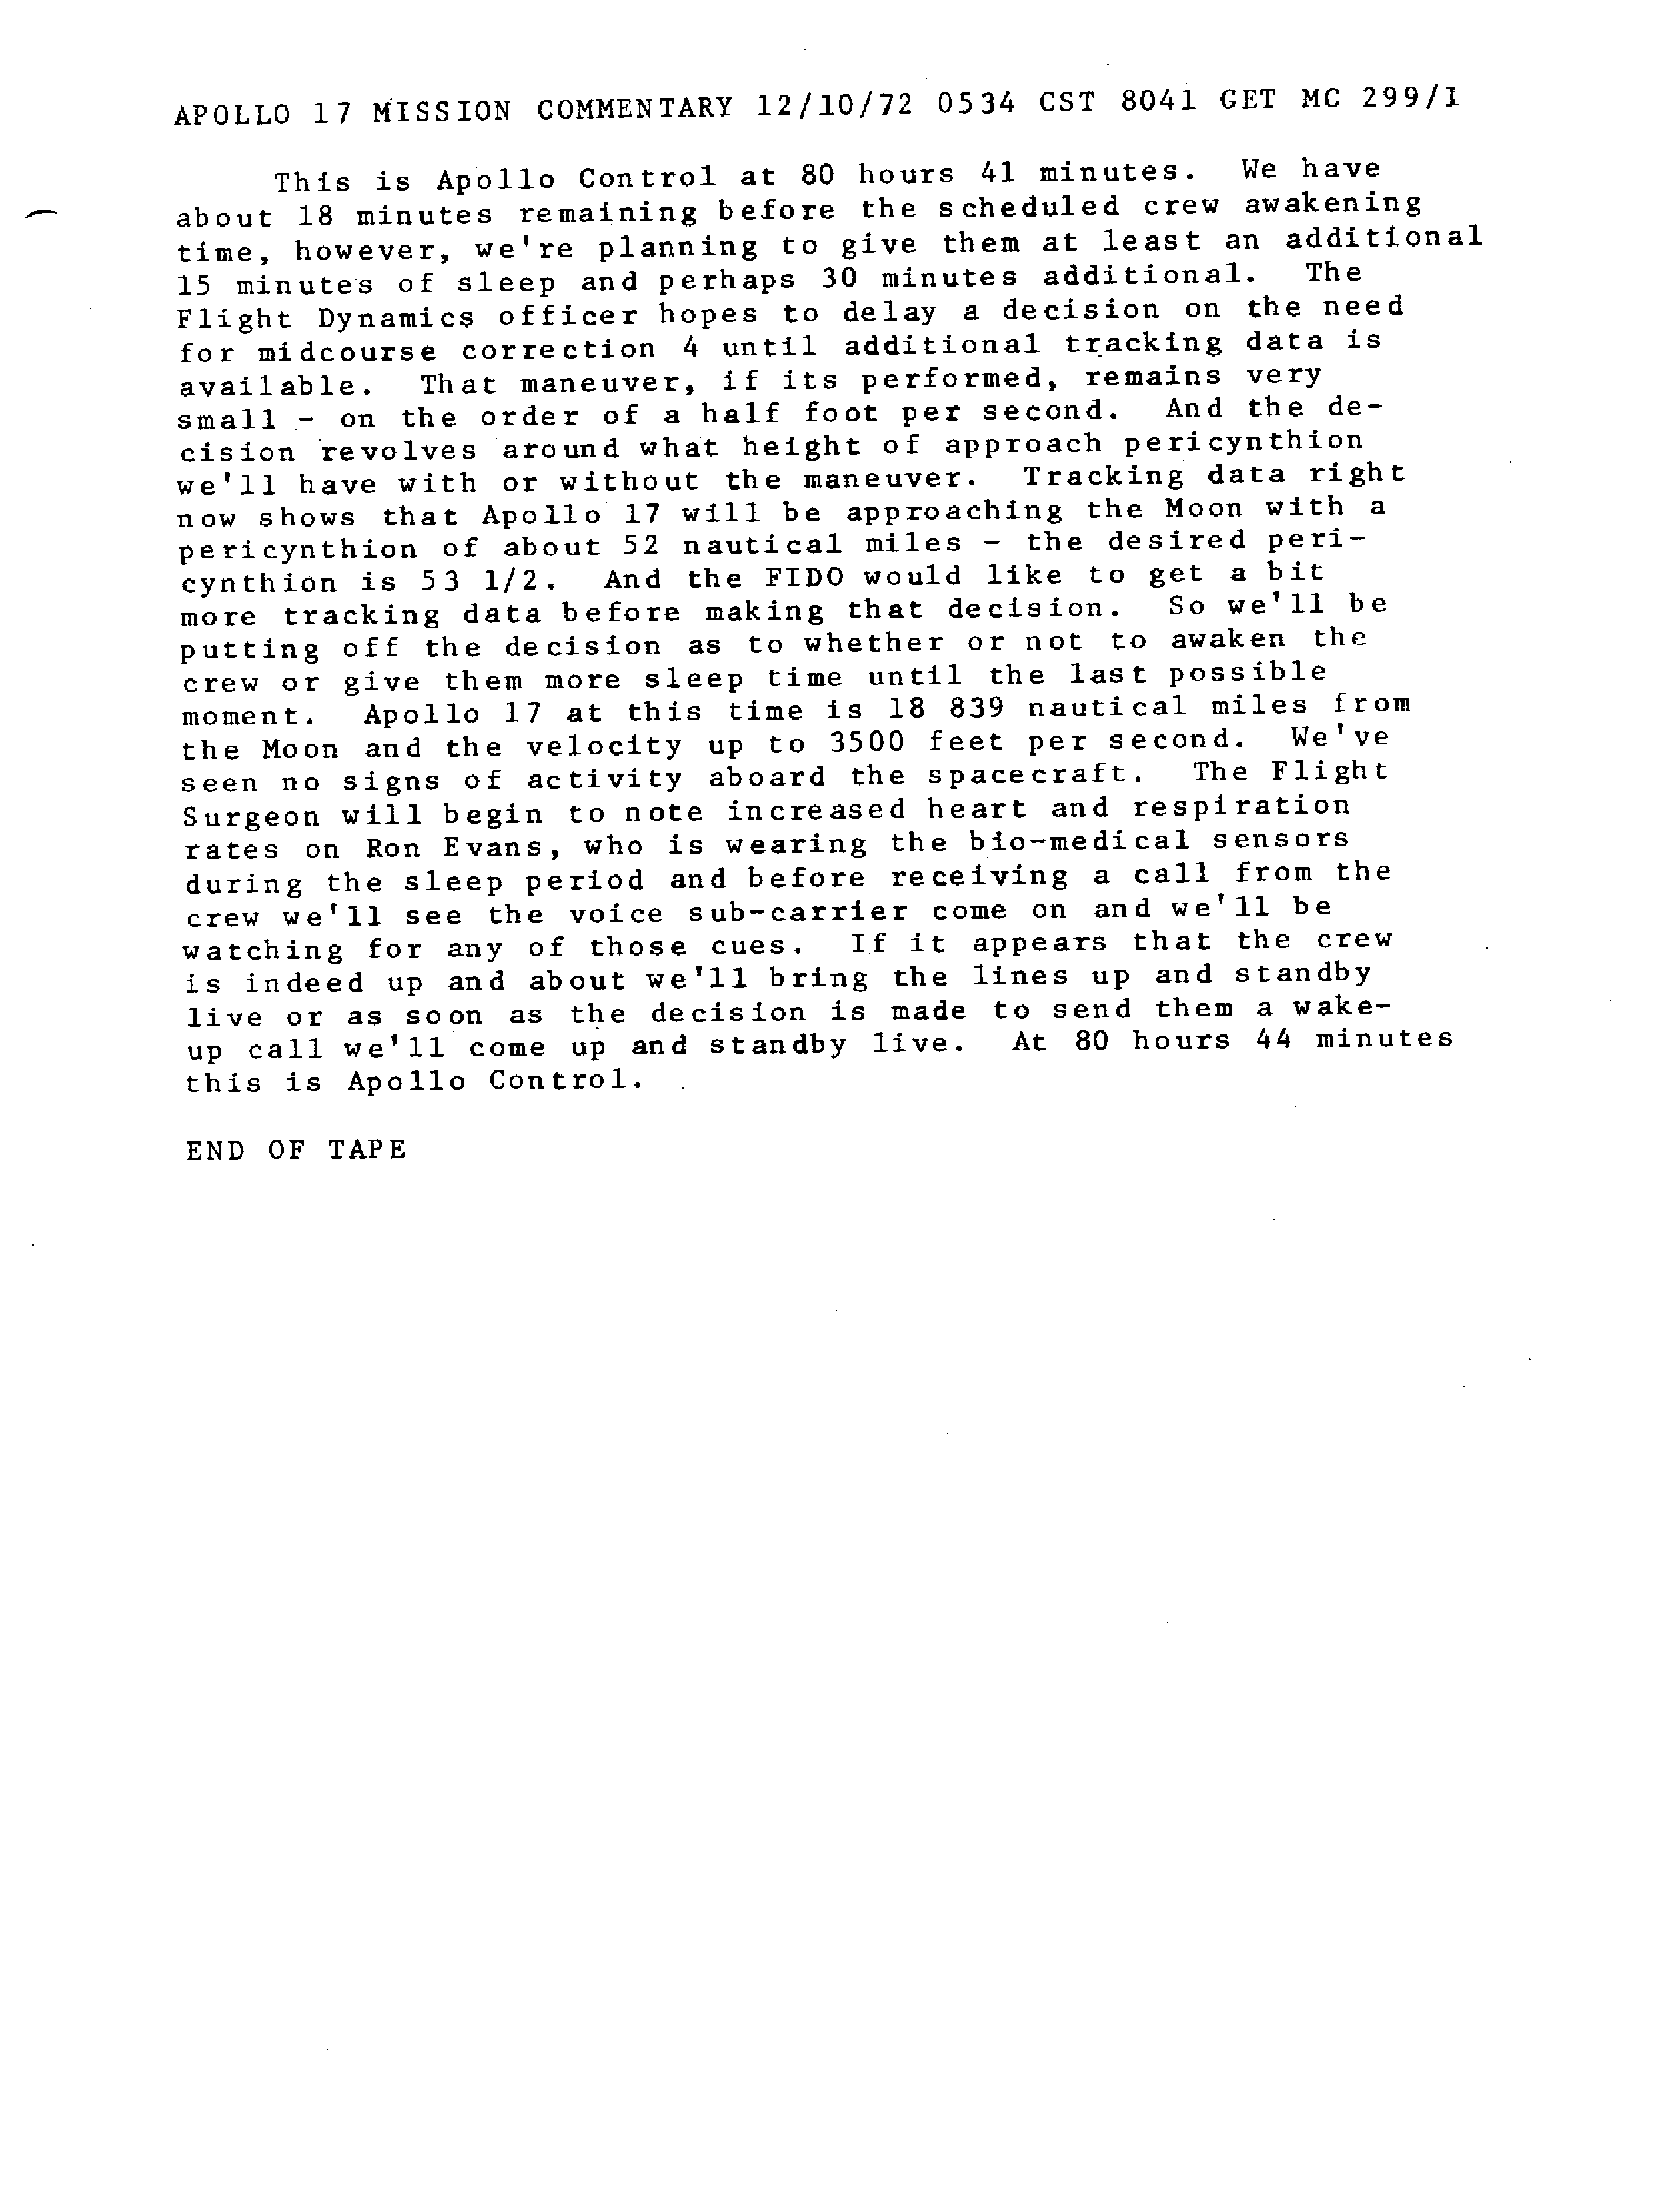 APOLLO 17 MISSION COMMENTARY 12/10/72 0534 CST 8041 GET MC 299/1
This is Apollo Control at 80 hours 41 minutes. We have
about 18 minutes remaining before the scheduled crew awakening
time, however, we're planning to give them at least an additional
15 minutes of sleep and perhaps 30 minutes additional. The
Flight Dynamics officer hopes to delay a decision on the need
for midcourse correction 4 until additional tracking data is
available. That maneuver, if its performed, remains very
small - on the order of a half foot per second. And the de-
cision revolves around what height of approach pericynthion
we'll have with or without the maneuver. Tracking data right
now shows that Apollo 17 will be approaching the Moon with a
pericynthion of about 52 nautical miles - the desired peri-
cynthion is 53 1/2. And the FIDO would like to get a bit
more tracking data before making that decision. So we'll be
putting off the decision as to whether or not to awaken the
crew or give them more sleep time until the last possible
moment. Apollo 17 at this time is 18 839 nautical miles from
the Moon and the velocity up to 3500 feet per second. We've
seen no signs of activity aboard the spacecraft. The Flight
Surgeon will begin to note increased heart and respiration
rates on Ron Evans, who is wearing the bio-medical sensors
during the sleep period and before receiving a call from the
crew we'll see the voice sub-carrier come on and we'll be
watching for any of those cues. If it appears that the crew
is indeed up and about we'll bring the lines up and standby
live or as soon as the decision is made to send them a wake-
up call we'll come up and standby live. At 80 hours 44 minutes
this is Apollo Control.
END OF TAPE